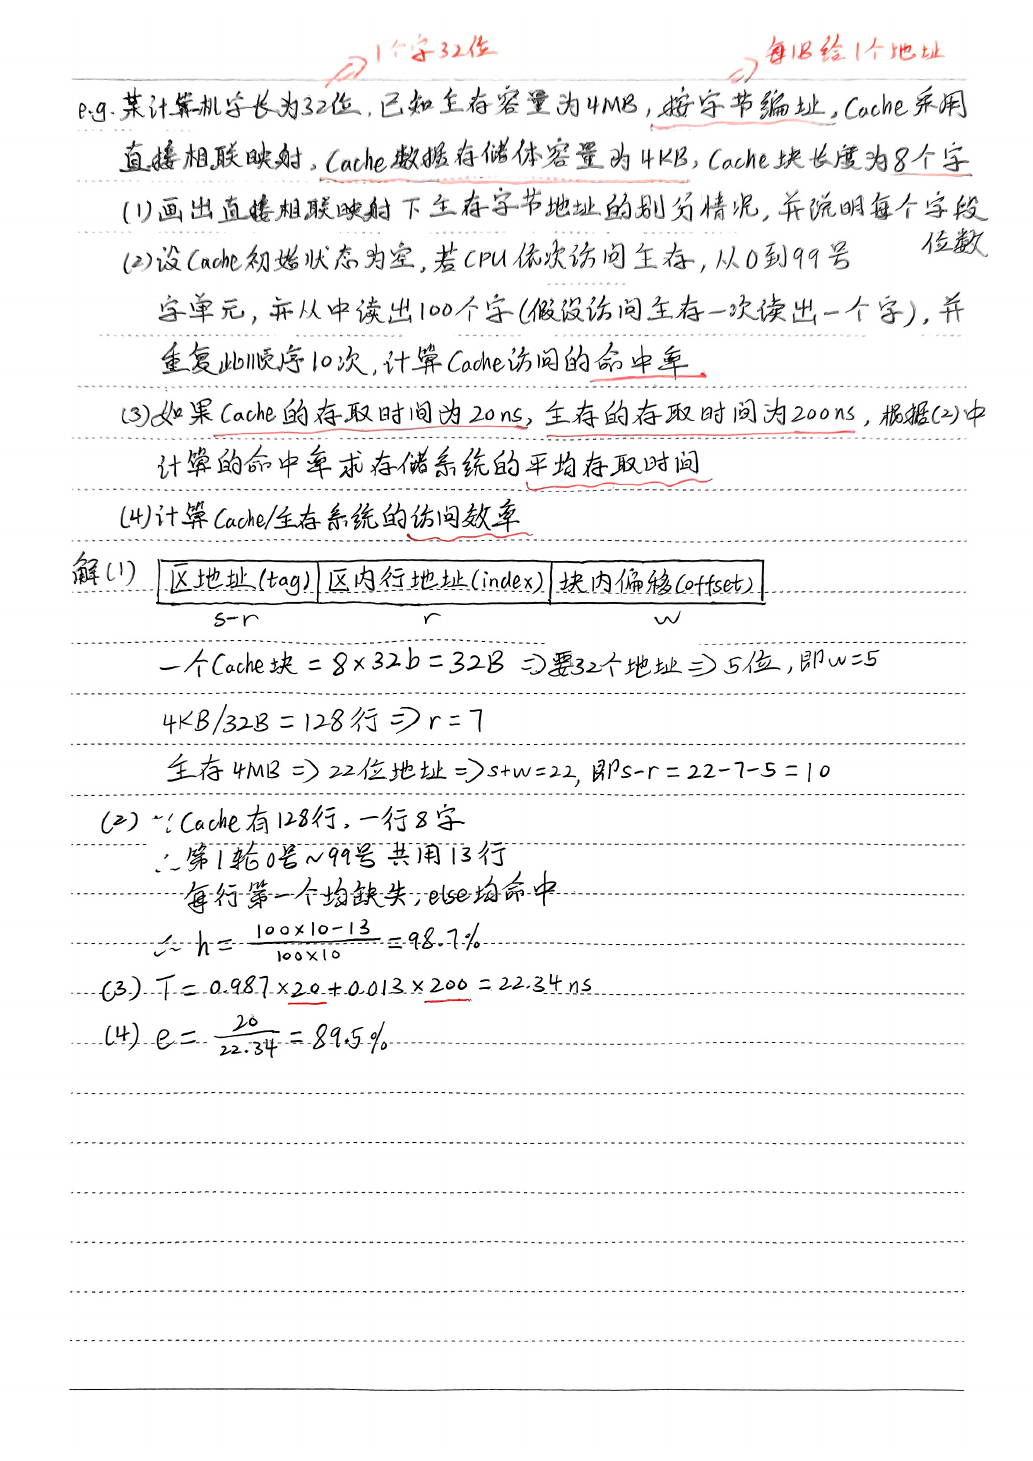 1个字32位
每1B给1个地址
e.g. 某计算机字长为32位,已知主存容量为4MB,按字节编址,Cache采用
直接相联映射,Cache数据存储体容量为4KB,Cache块长度为8个字
(1)画出直接相联映射下主存字节地址的划分情况,并说明每个字段
位数
(2)设Cache初始状态为空,若CPU依次访问主存,从0到99号
字单元,并从中读出100个字(假设访问主存一次读出一个字),并
重复此顺序10次,计算Cache访问的命中率.
(3)如果Cache的存取时间为20ns,主存的存取时间为200ns,根据(2)中
计算的命中率求存储系统的平均存取时间
(4)计算Cache/主存系统的访问效率
解(1) 区地址(tag) 区内行地址(index) 块内偏移(offset)
s-r r w
一个Cache块 = 8×32b = 32B ⇒要32个地址⇒ 5位,即w=5
4KB/32B = 128行 ⇒ r = 7
主存4MB ⇒ 22位地址 ⇒ s+w=22, 即s-r = 22-7-5 = 10
(2) ∵ Cache有128行,一行8字
∴ 第1轮0号~99号共用13行
每行第一个均缺失,else均命中
∴ h = \frac{100×10-13}{100×10} = 98.7%
(3) T = 0.987×20+0.013×200 = 22.34ns
(4) e = \frac{20}{22.34} = 89.5%